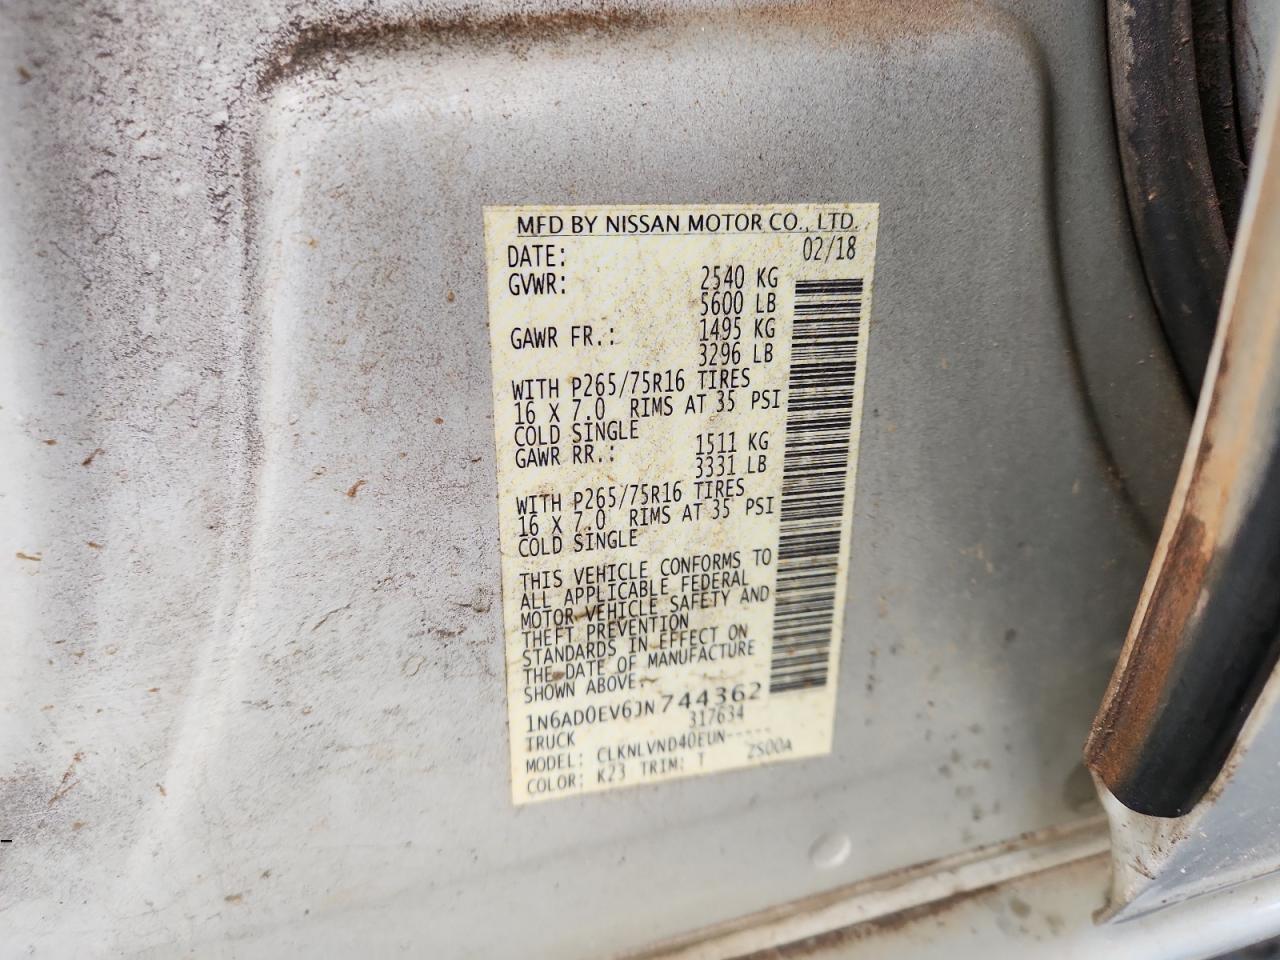 MFD BY NISSAN MOTOR CO., LTD.
DATE: 02/18
GVWR: 2540 KG
5600 LB
GAWR FR.: 1495 KG
3296 LB
WITH P265/75R16 TIRES
16 X 7.0 RIMS AT 35 PSI
COLD SINGLE
GAWR RR.: 1511 KG
3331 LB
WITH P265/75R16 TIRES
16 X 7.0 RIMS AT 35 PSI
COLD SINGLE
THIS VEHICLE CONFORMS TO
ALL APPLICABLE FEDERAL
MOTOR VEHICLE SAFETY AND
THEFT PREVENTION
STANDARDS IN EFFECT ON
THE DATE OF MANUFACTURE
SHOWN ABOVE.
1N6AD0EV6JN744362
TRUCK 317634
MODEL: CLKNLVND40EUN-----
COLOR: K23 TRIM: T ZS00A